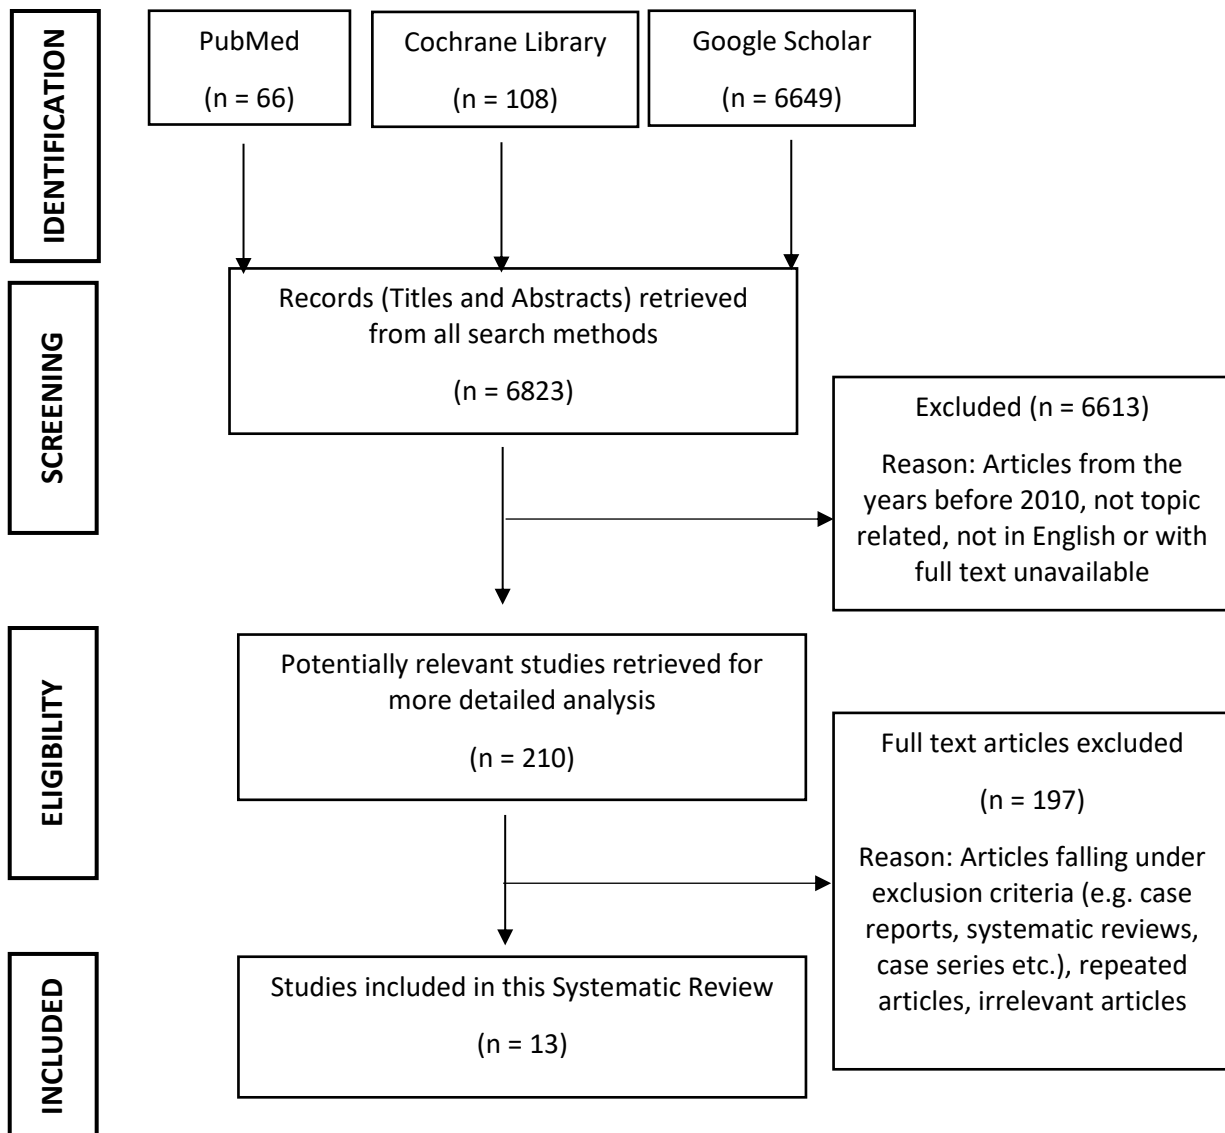 IDENTIFICATION
PubMed
(n = 66)
Cochrane Library
(n = 108)
Google Scholar
(n = 6649)
SCREENING
Records (Titles and Abstracts) retrieved
from all search methods
(n = 6823)
Excluded (n = 6613)
Reason: Articles from the
years before 2010, not topic
related, not in English or with
full text unavailable
ELIGIBILITY
Potentially relevant studies retrieved for
more detailed analysis
(n = 210)
Full text articles excluded
(n = 197)
Reason: Articles falling under
exclusion criteria (e.g. case
reports, systematic reviews,
case series etc.), repeated
articles, irrelevant articles
INCLUDED
Studies included in this Systematic Review
(n = 13)